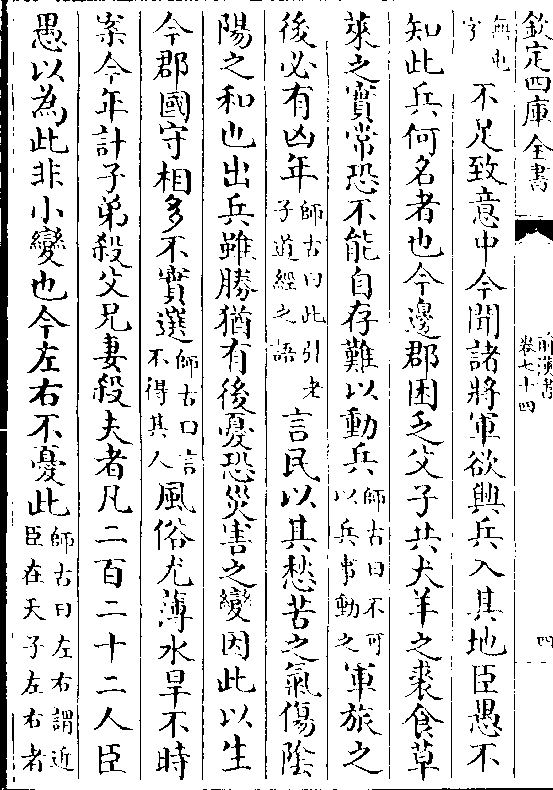 欽定四庫全書
前漢書
卷七十四
四
無也
字
不足致意中今聞諸將軍欲興兵入其地臣愚不
知此兵何名者也今邊郡困乏父子共犬羊之裘食草
萊之實常恐不能自存難以動兵師古曰不可
以兵事動之軍旅之
後必有凶年師古曰此引老
子道經之語言民以其愁苦之氣傷陰
陽之和也出兵雖勝猶有後憂恐災害之變因此以生
今郡國守相多不實選師古曰言
不得其人風俗尤薄水旱不時
案今年計子弟殺父兄妻殺夫者凡二百二十二人臣
愚以為此非小變也今左右不憂此師古曰左右謂近
臣在天子左右者